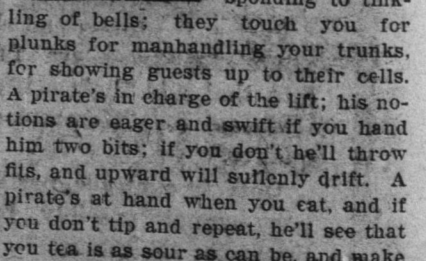 ling of bells; they touch you for
plunks for manhandling your trunks,
for showing guests up to their cells.
A pirate's in charge of the lift; his no-
tions are eager and swift if you hand
him two bits; if you don't he'll throw
fits, and upward will sullenly drift. A
pirate's at hand when you eat, and if
you don't tip and repeat, he'll see that
you tea is as sour as can be, and make